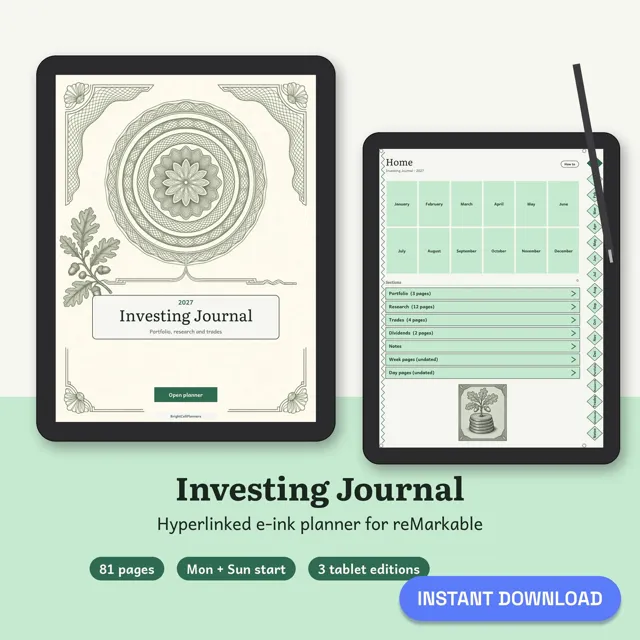 2027
Investing Journal
Portfolio, research and trades
Open planner
BrightCellPlanners
Home
How to
Investing Journal · 2027
January February March April May June
July August September October November December
Sections
Portfolio (3 pages)
Research (12 pages)
Trades (4 pages)
Dividends (2 pages)
Notes
Week pages (undated)
Day pages (undated)
Investing Journal
Hyperlinked e-ink planner for reMarkable
81 pages
Mon + Sun start
3 tablet editions
INSTANT DOWNLOAD